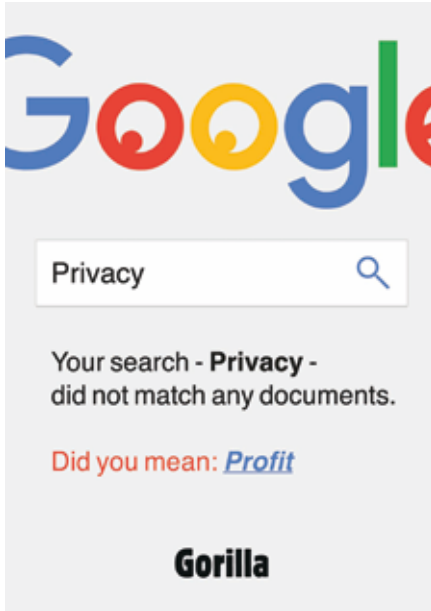 Google
Privacy
Your search - Privacy -
did not match any documents.
Did you mean: Profit
Gorilla